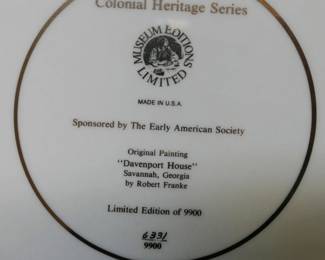 Colonial Heritage Series
MUSEUM EDITIONS
LIMITED
MADE IN U.S.A.
Sponsored by The Early American Society
Original Painting
"Davenport House"
Savannah, Georgia
by Robert Franke
Limited Edition of 9900
6331
9900